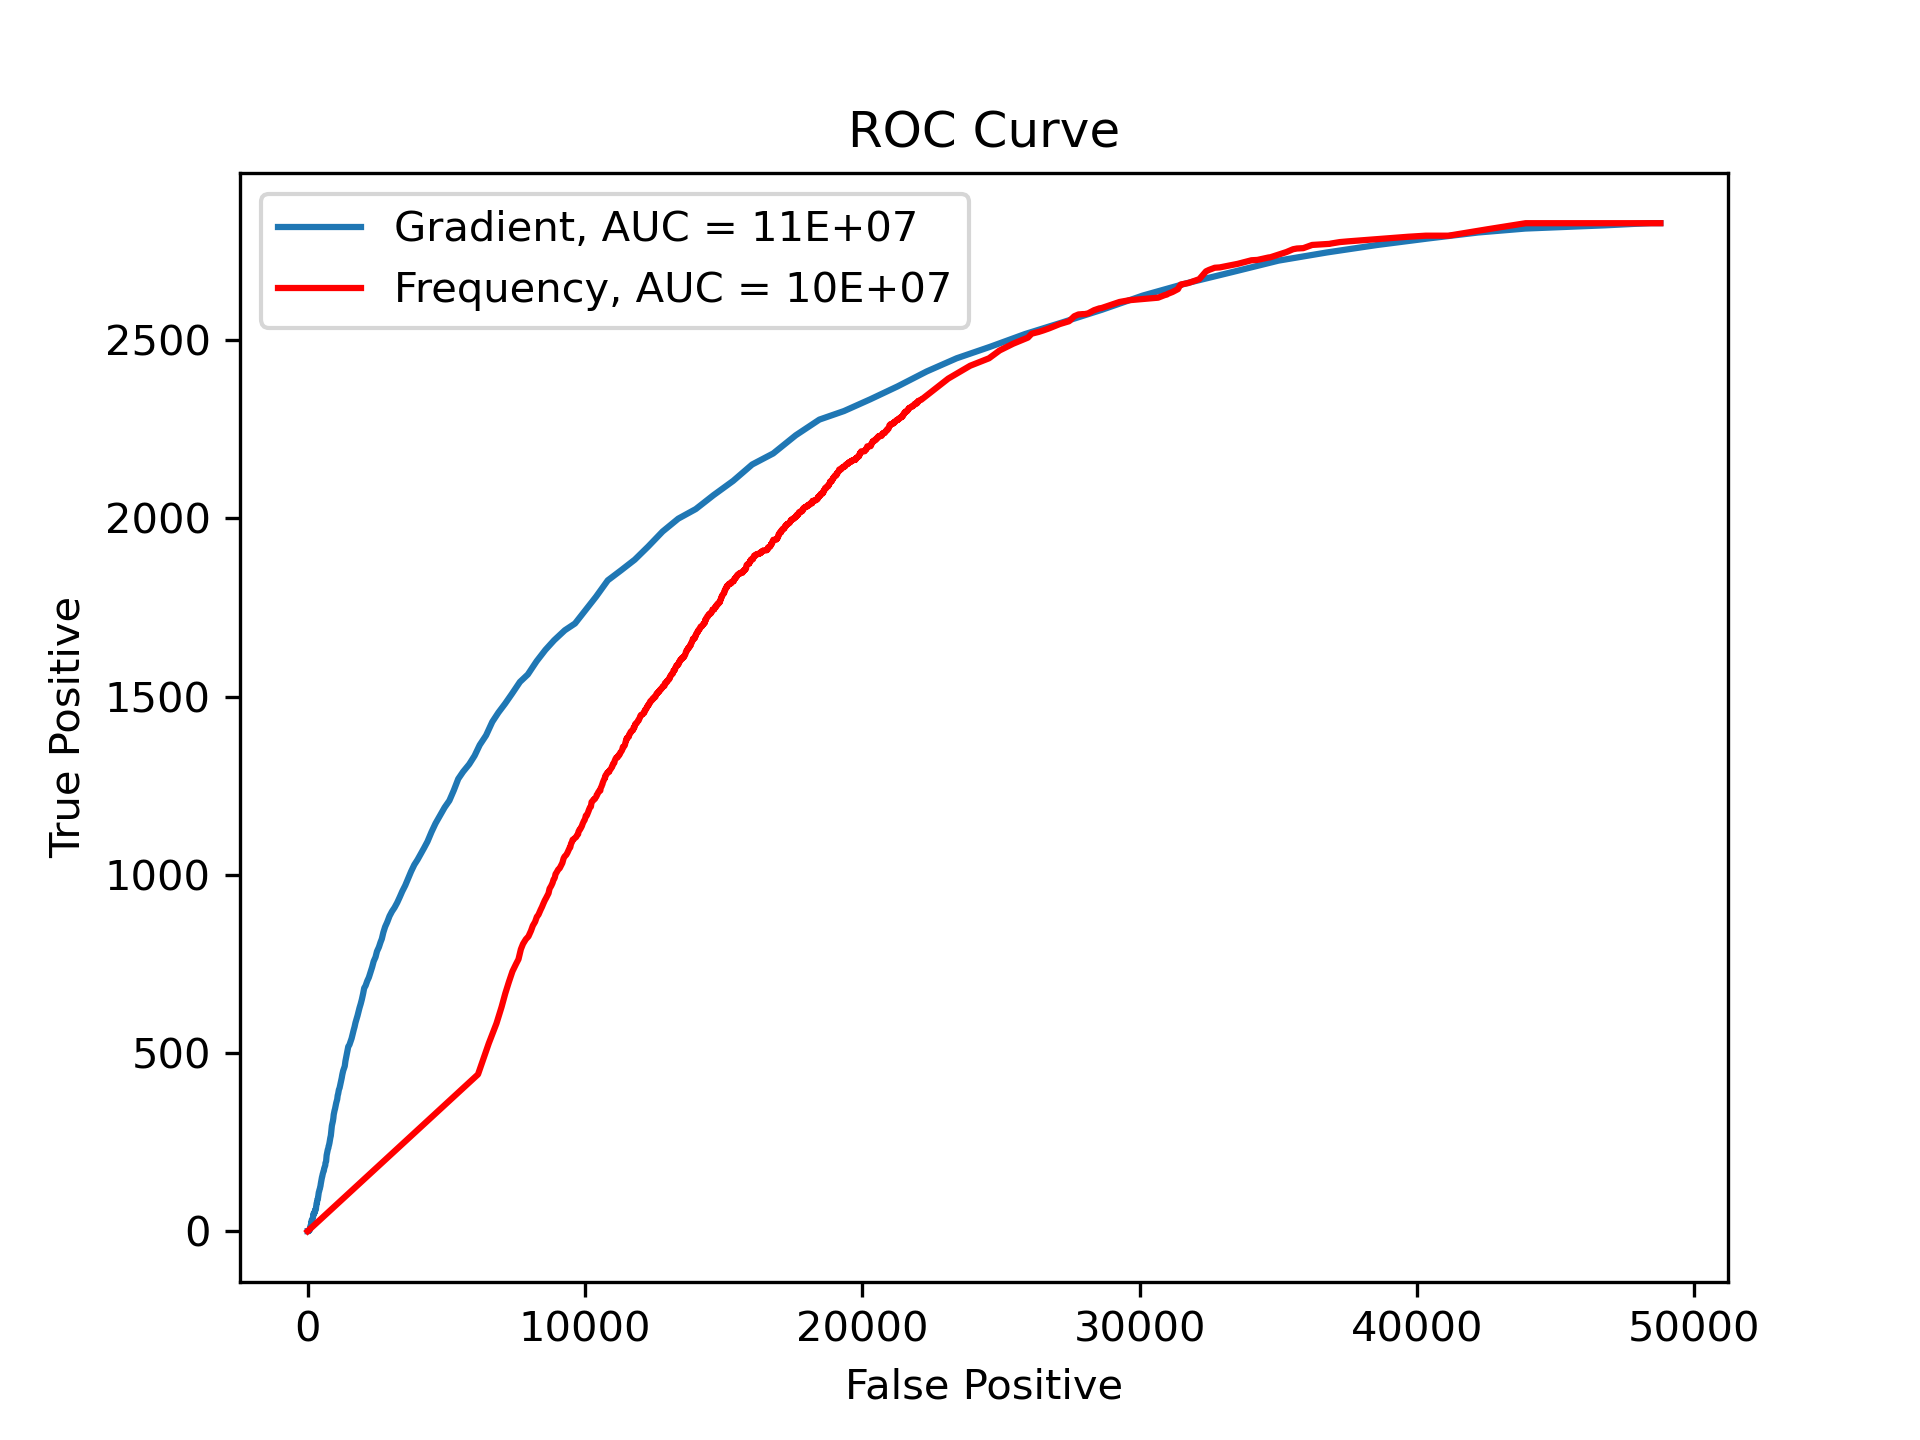 ROC Curve
Gradient, AUC = 11E+07
Frequency, AUC = 10E+07
True Positive
2500
2000
1500
1000
500
0
0 10000 20000 30000 40000 50000
False Positive